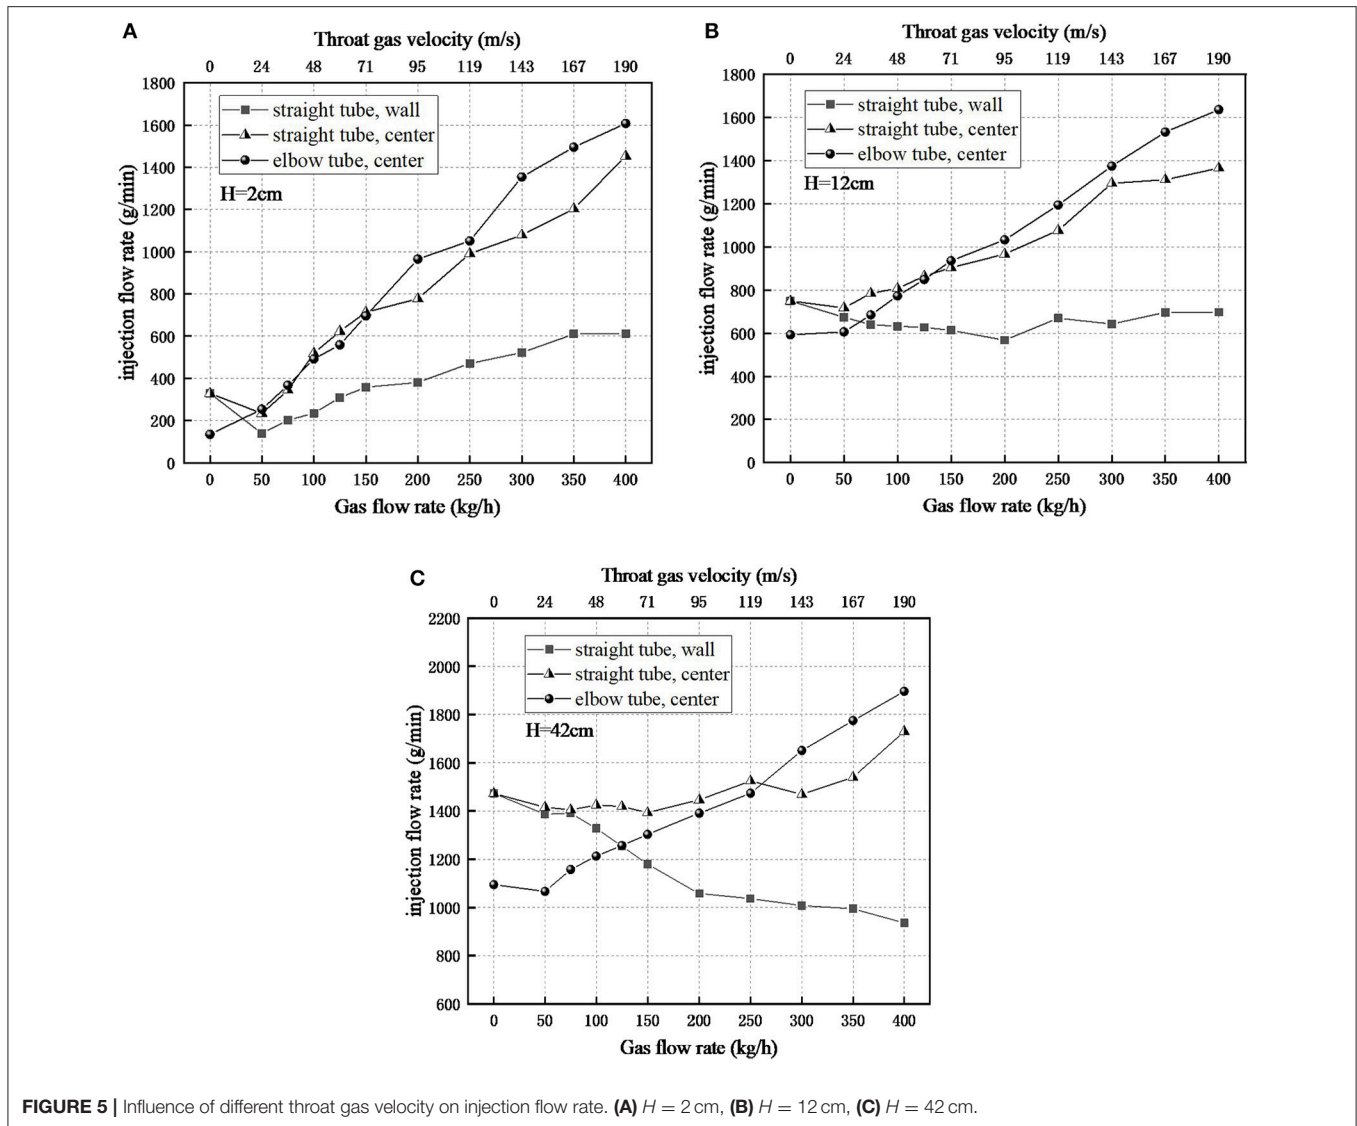 A
Throat gas velocity (m/s)
0 24 48 71 95 119 143 167 190
1800
1600
1400
1200
1000
800
600
400
200
0
injection flow rate (g/min)
straight tube, wall
straight tube, center
elbow tube, center
H=2cm
0 50 100 150 200 250 300 350 400
Gas flow rate (kg/h)
B
Throat gas velocity (m/s)
0 24 48 71 95 119 143 167 190
1800
1600
1400
1200
1000
800
600
400
200
0
injection flow rate (g/min)
straight tube, wall
straight tube, center
elbow tube, center
H=12cm
0 50 100 150 200 250 300 350 400
Gas flow rate (kg/h)
C
Throat gas velocity (m/s)
0 24 48 71 95 119 143 167 190
2200
2000
1800
1600
1400
1200
1000
800
600
injection flow rate (g/min)
straight tube, wall
straight tube, center
elbow tube, center
H=42cm
0 50 100 150 200 250 300 350 400
Gas flow rate (kg/h)
FIGURE 5 | Influence of different throat gas velocity on injection flow rate. (A) H = 2 cm, (B) H = 12 cm, (C) H = 42 cm.